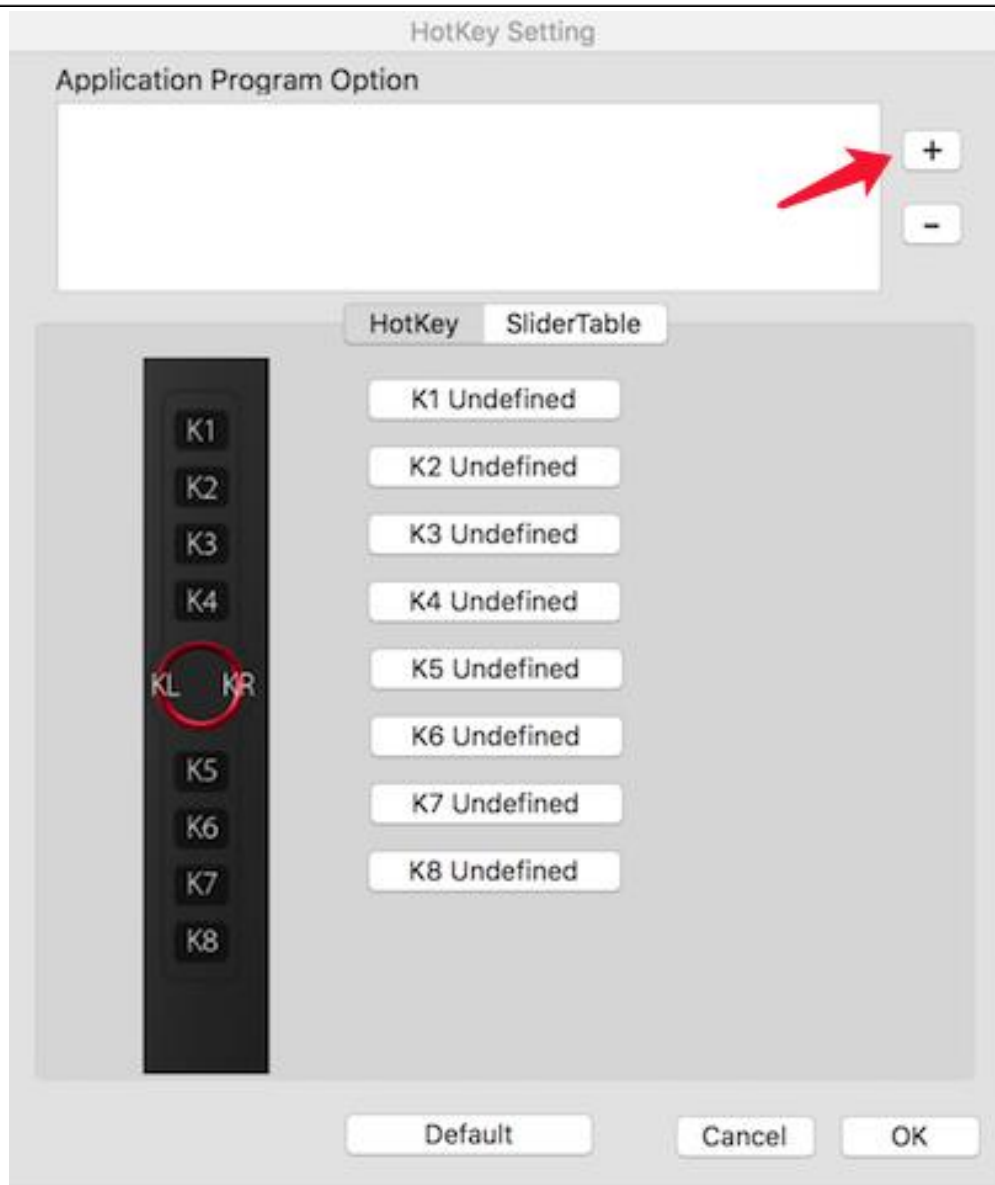 HotKey Setting
Application Program Option
+
-
HotKey SliderTable
K1 Undefined
K1
K2 Undefined
K2
K3 Undefined
K3
K4 Undefined
K4
K5 Undefined
KL KR
K6 Undefined
K5
K7 Undefined
K6
K8 Undefined
K7
K8
Default Cancel OK